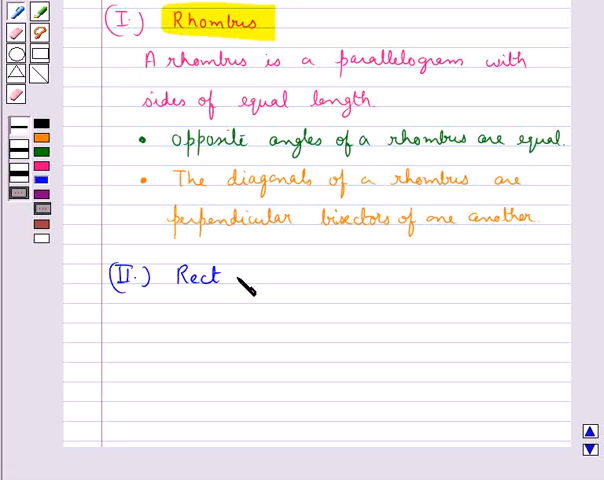 (I.) Rhombus
A rhombus is a parallelogram with
sides of equal length.
• Opposite angles of a rhombus are equal.
• The diagonals of a rhombus are
perpendicular bisectors of one another.
(II.) Rect